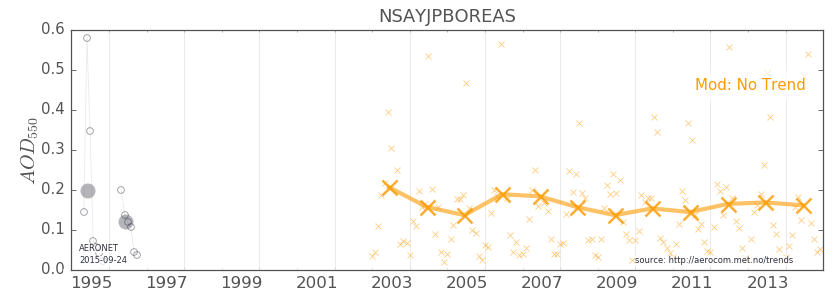 NSAYJPBOREAS
0.6
0.5
0.4
0.3
0.2
0.1
0.0
AOD550
Mod: No Trend
AERONET
2015-09-24
source: http://aerocom.met.no/trends
1995 1997 1999 2001 2003 2005 2007 2009 2011 2013